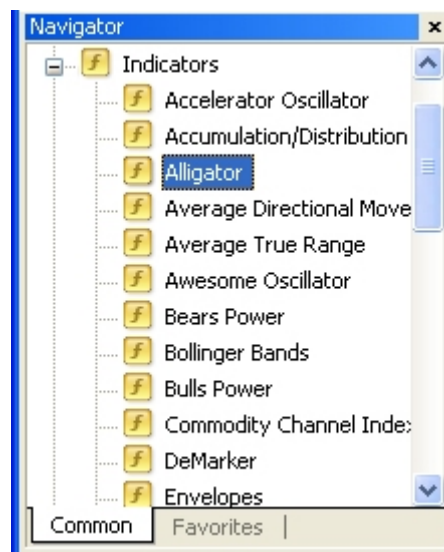 Navigator
Indicators
Accelerator Oscillator
Accumulation/Distribution
Alligator
Average Directional Move
Average True Range
Awesome Oscillator
Bears Power
Bollinger Bands
Bulls Power
Commodity Channel Inde
DeMarker
Envelopes
Common Favorites